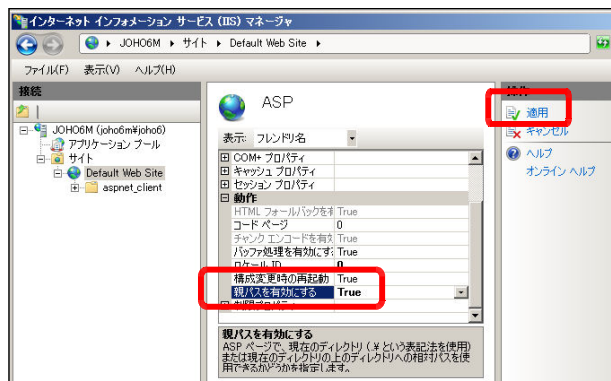 インターネット インフォメーション サービス (IIS) マネージャ
JOHO6M サイト Default Web Site
ファイル(F) 表示(V) ヘルプ(H)
接続
JOHO6M (joho6m¥joho6)
アプリケーション プール
サイト
Default Web Site
aspnet_client
ASP
表示: フレンドリ名
COM+ プロパティ
キャッシュ プロパティ
セッション プロパティ
動作
HTML フォールバックを有 True
コード ページ 0
チャンク エンコードを有効 True
バッファ処理を有効にす: True
ロケール ID 0
構成変更時の再起動 True
親パスを有効にする True
制限プロパティ
親パスを有効にする
ASP ページで、現在のディレクトリ (.¥ という表記法を使用)
または現在のディレクトリの上のディレクトリへの相対パスを使
用できるかどうかを指定します。
操作
適用
キャンセル
ヘルプ
オンライン ヘルプ